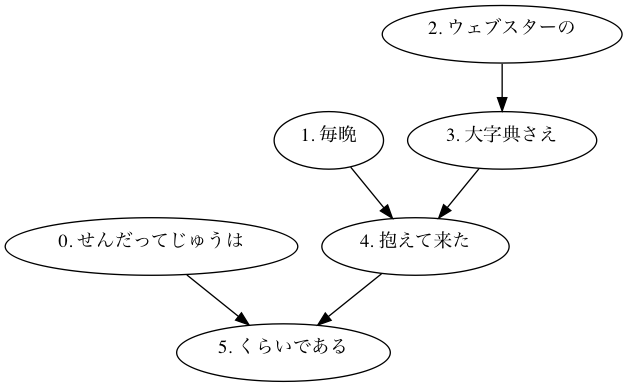 2. ウェブスターの
1. 毎晩
3. 大字典さえ
0. せんだってじゅうは
4. 抱えて来た
5. くらいである